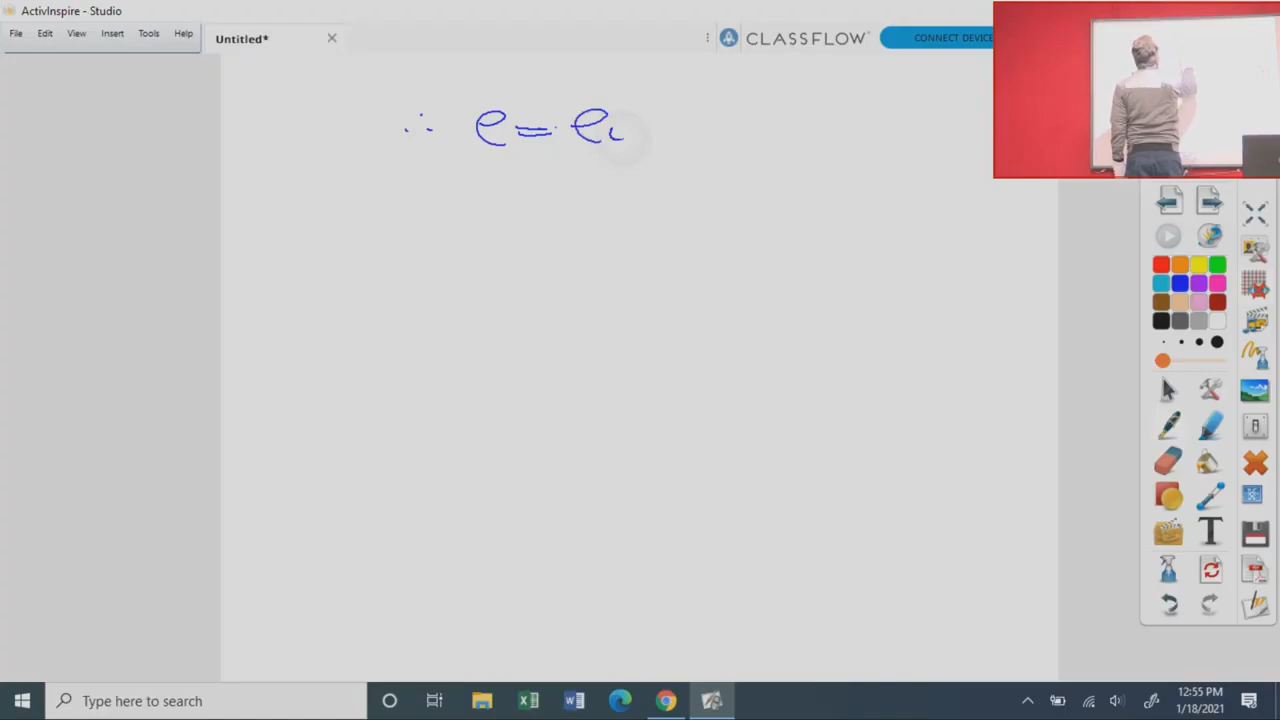 ActivInspire - Studio
File Edit View Insert Tools Help
Untitled*
CLASSFLOW
CONNECT DEVICE
∴ e = e
T
Type here to search
12:55 PM
1/18/2021